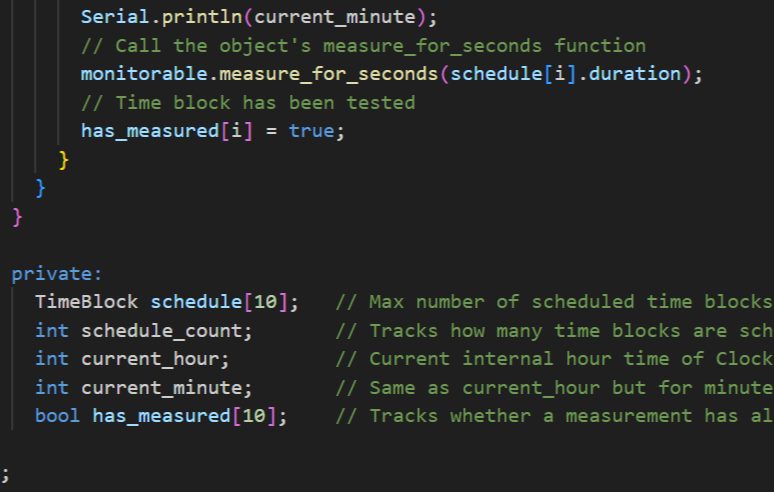 Serial.println(current_minute);
// Call the object's measure_for_seconds function
monitorable.measure_for_seconds(schedule[i].duration);
// Time block has been tested
has_measured[i] = true;
}
}
}
private:
TimeBlock schedule[10];   // Max number of scheduled time blocks
int schedule_count;       // Tracks how many time blocks are sch
int current_hour;         // Current internal hour time of Clock
int current_minute;       // Same as current_hour but for minute
bool has_measured[10];    // Tracks whether a measurement has al
;